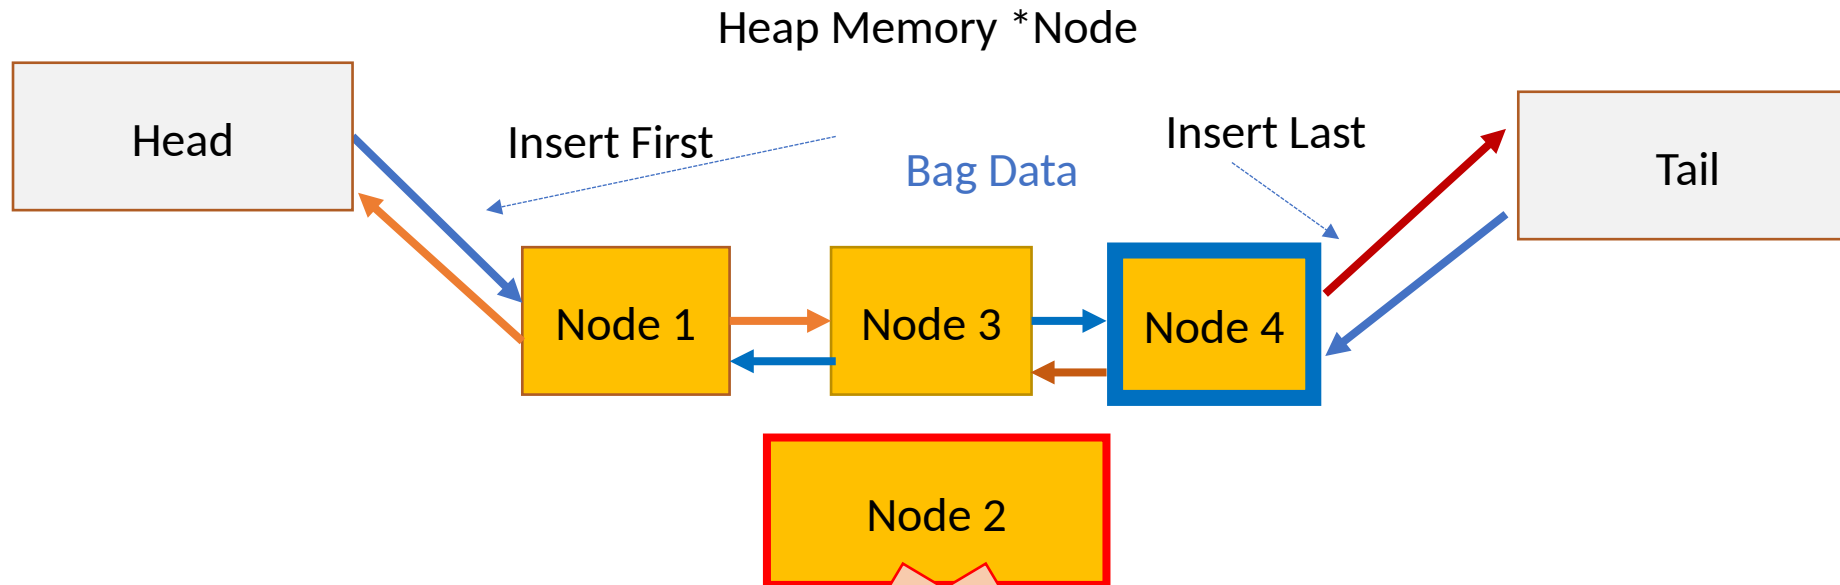 Heap Memory *Node
Head
Insert First
Bag Data
Insert Last
Tail
Node 1
Node 3
Node 4
Node 2